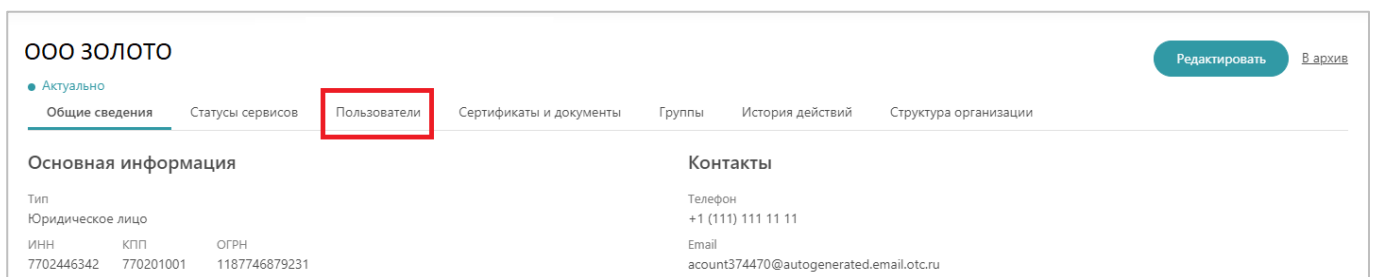 ООО ЗОЛОТО
Редактировать В архив
Актуально
Общие сведения Статусы сервисов Пользователи Сертификаты и документы Группы История действий Структура организации
Основная информация Контакты
Тип Телефон
Юридическое лицо +1 (111) 111 11 11
ИНН КПП ОГРН Email
7702446342 770201001 1187746879231 acount374470@autogenerated.email.otc.ru